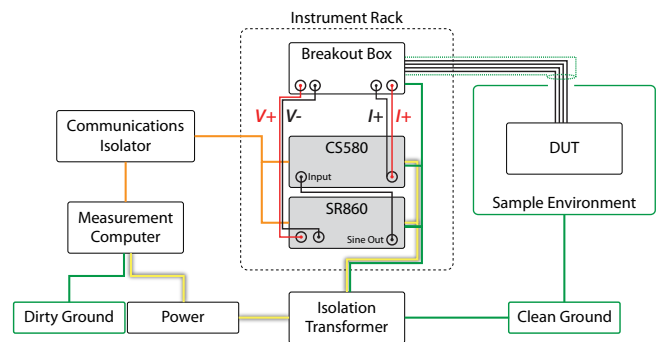 Instrument Rack
Breakout Box
V+ V- I+ I+
Communications
Isolator
CS580
Input
DUT
Sample Environment
SR860
Sine Out
Measurement
Computer
Dirty Ground
Power
Isolation
Transformer
Clean Ground